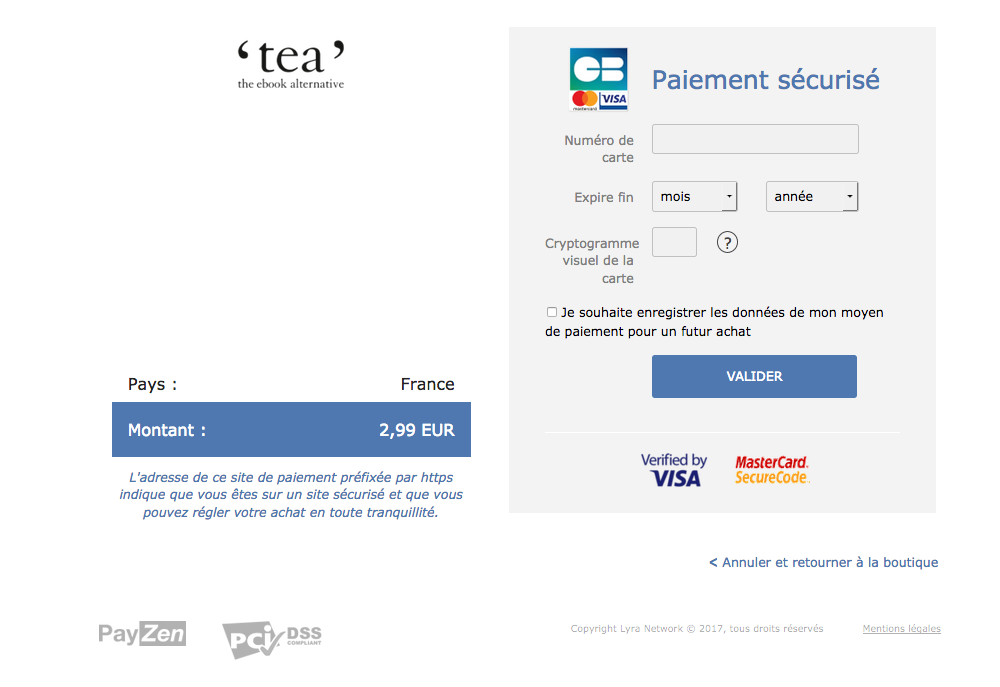 ‘tea’
the ebook alternative
CB
mastercard
VISA
Paiement sécurisé
Numéro de
carte
Expire fin
mois
année
Cryptogramme
visuel de la
carte
?
Je souhaite enregistrer les données de mon moyen
de paiement pour un futur achat
VALIDER
Pays :
France
Montant :
2,99 EUR
L'adresse de ce site de paiement préfixée par https
indique que vous êtes sur un site sécurisé et que vous
pouvez régler votre achat en toute tranquillité.
Verified by
VISA
MasterCard.
SecureCode.
< Annuler et retourner à la boutique
PayZen
PCI DSS
COMPLIANT
Copyright Lyra Network © 2017, tous droits réservés
Mentions légales